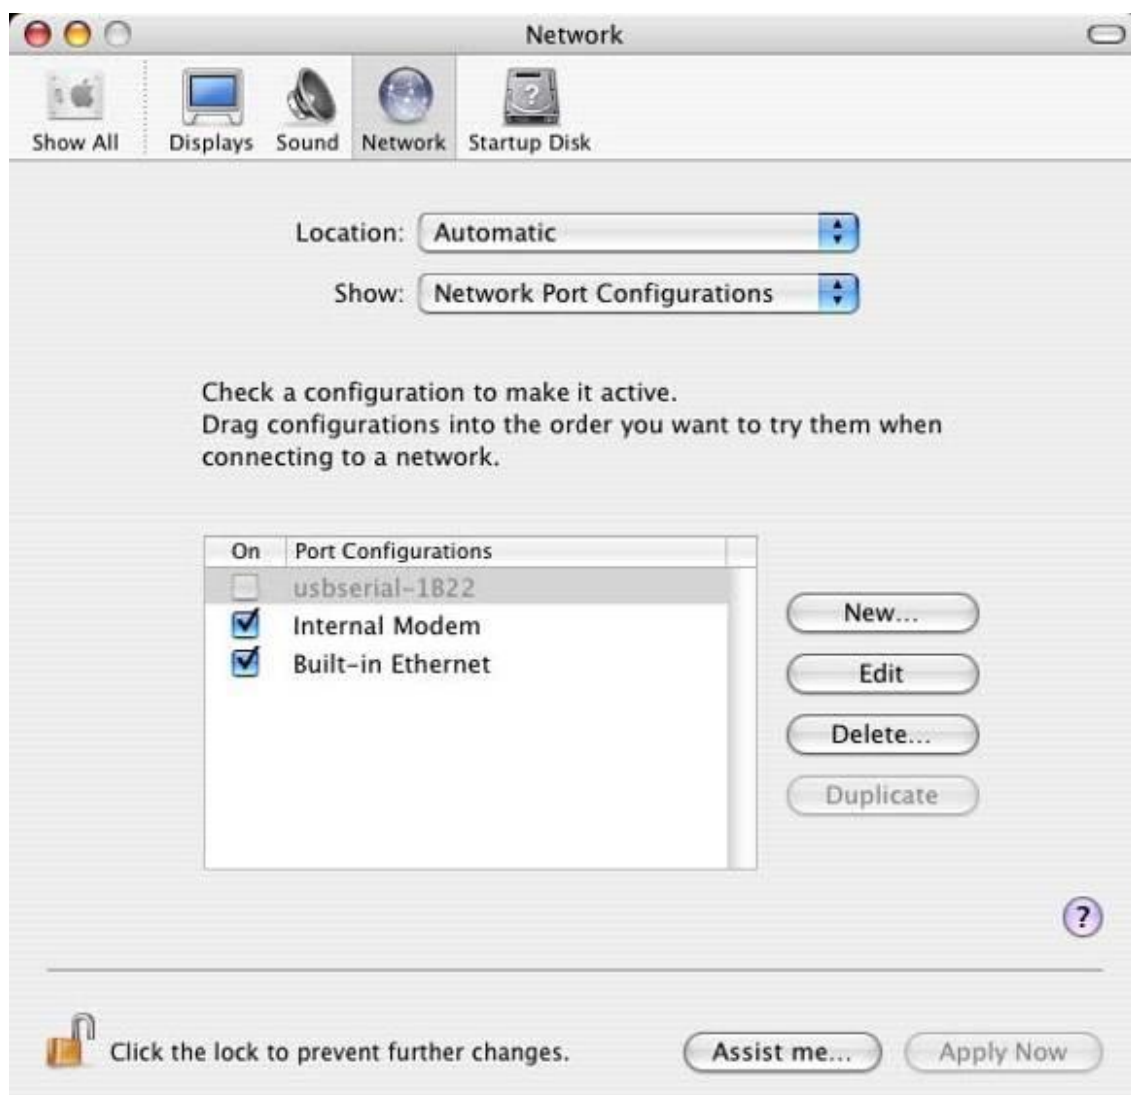 Network
Show All
Displays
Sound
Network
Startup Disk
Location: Automatic
Show: Network Port Configurations
Check a configuration to make it active.
Drag configurations into the order you want to try them when
connecting to a network.
On Port Configurations
usbserial-1B22
Internal Modem
Built-in Ethernet
New...
Edit
Delete...
Duplicate
?
Click the lock to prevent further changes.
Assist me...
Apply Now